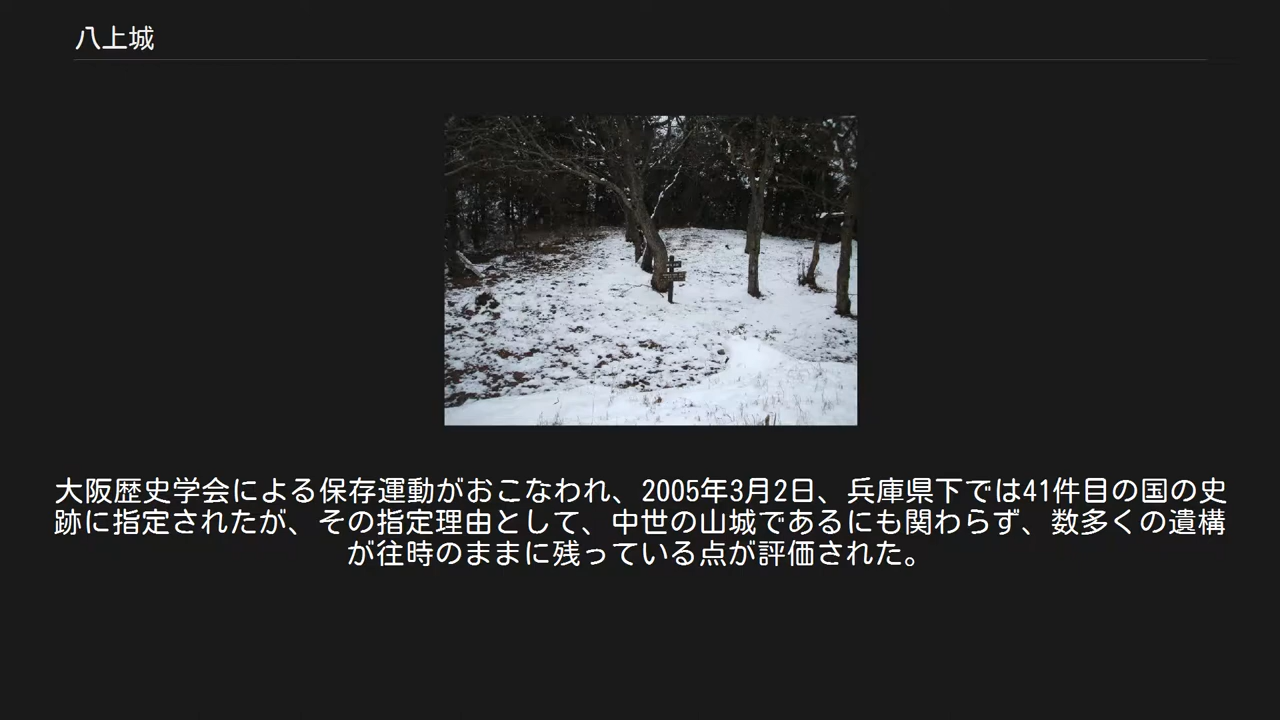 八上城
大阪歴史学会による保存運動がおこなわれ、2005年3月2日、兵庫県下では41件目の国の史
跡に指定されたが、その指定理由として、中世の山城であるにも関わらず、数多くの遺構
が往時のままに残っている点が評価された。